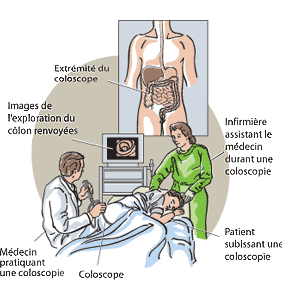 Extrémité du
coloscope
Images de
l'exploration du
côlon renvoyées
Infirmière
assistant le
médecin
durant une
coloscopie
Patient
subissant une
coloscopie
Médecin
pratiquant
une coloscopie
Coloscope